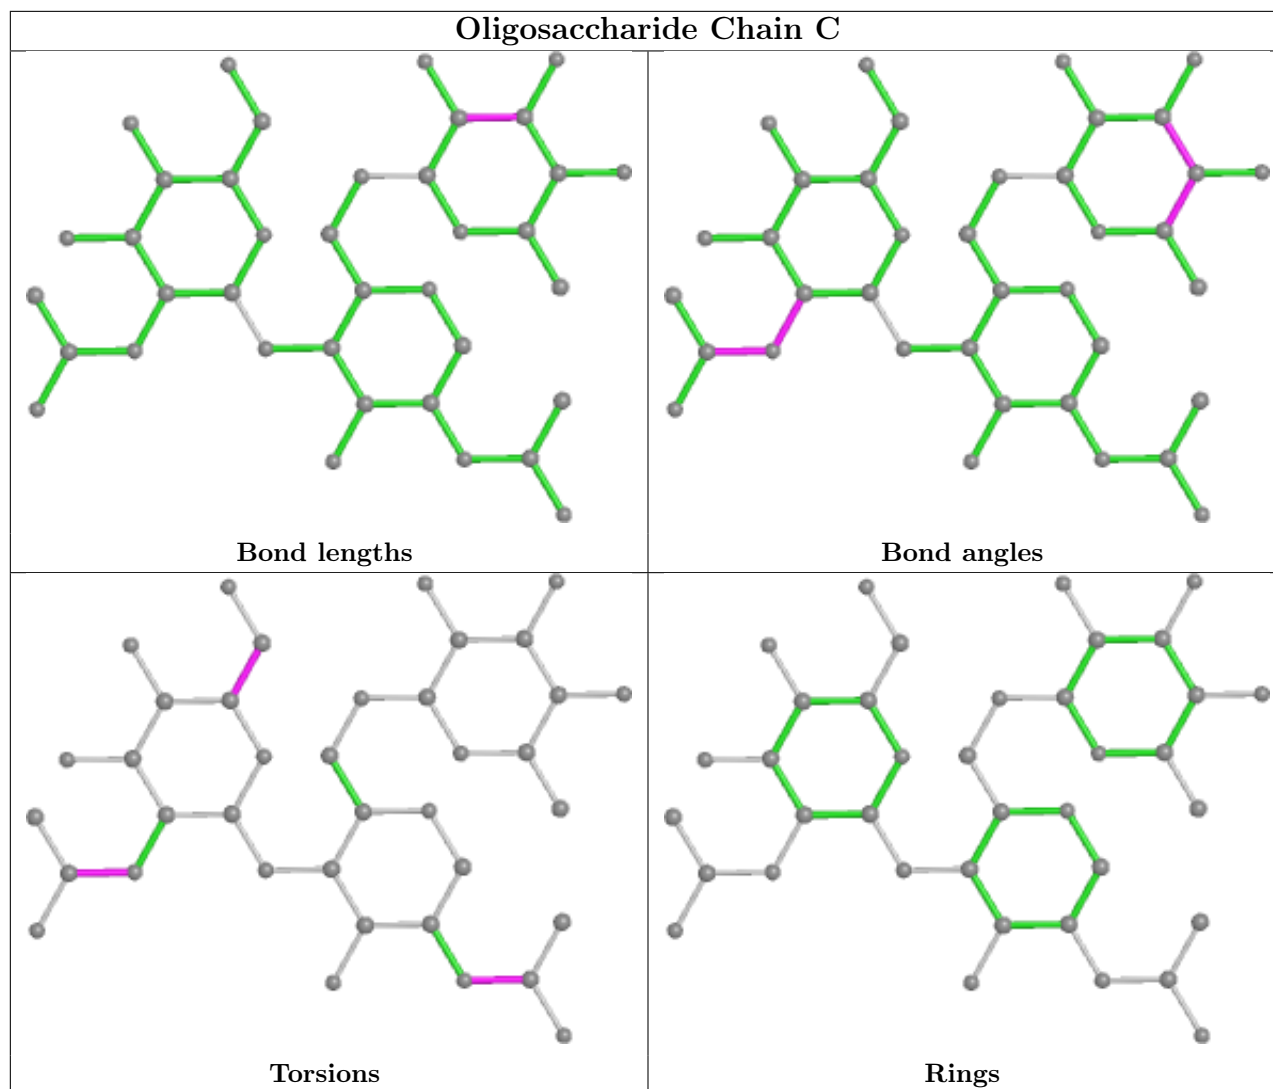 Oligosaccharide Chain C
Bond lengths
Bond angles
Torsions
Rings